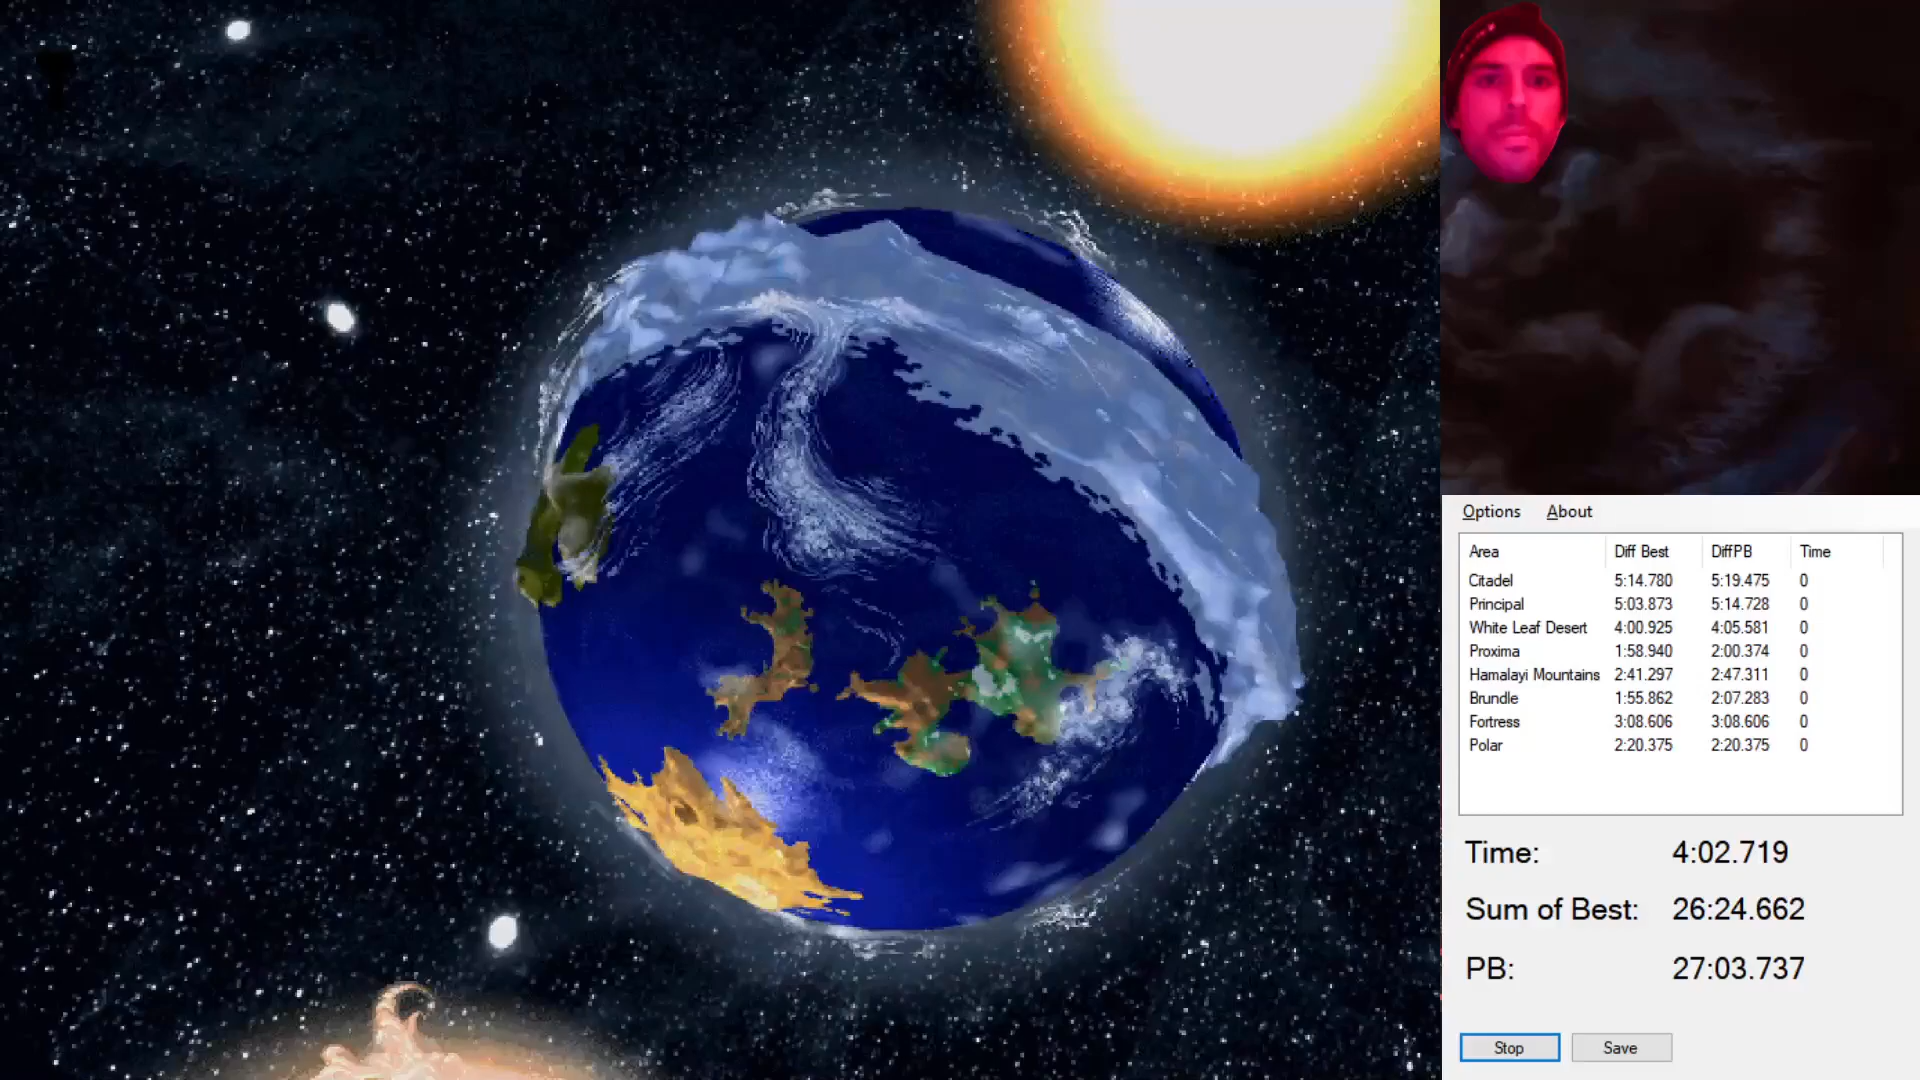 Options About
Area Diff Best DiffPB Time
Citadel 5:14.780 5:19.475 0
Principal 5:03.873 5:14.728 0
White Leaf Desert 4:00.925 4:05.581 0
Proxima 1:58.940 2:00.374 0
Hamalayi Mountains 2:41.297 2:47.311 0
Brundle 1:55.862 2:07.283 0
Fortress 3:08.606 3:08.606 0
Polar 2:20.375 2:20.375 0
Time: 4:02.719
Sum of Best: 26:24.662
PB: 27:03.737
Stop Save